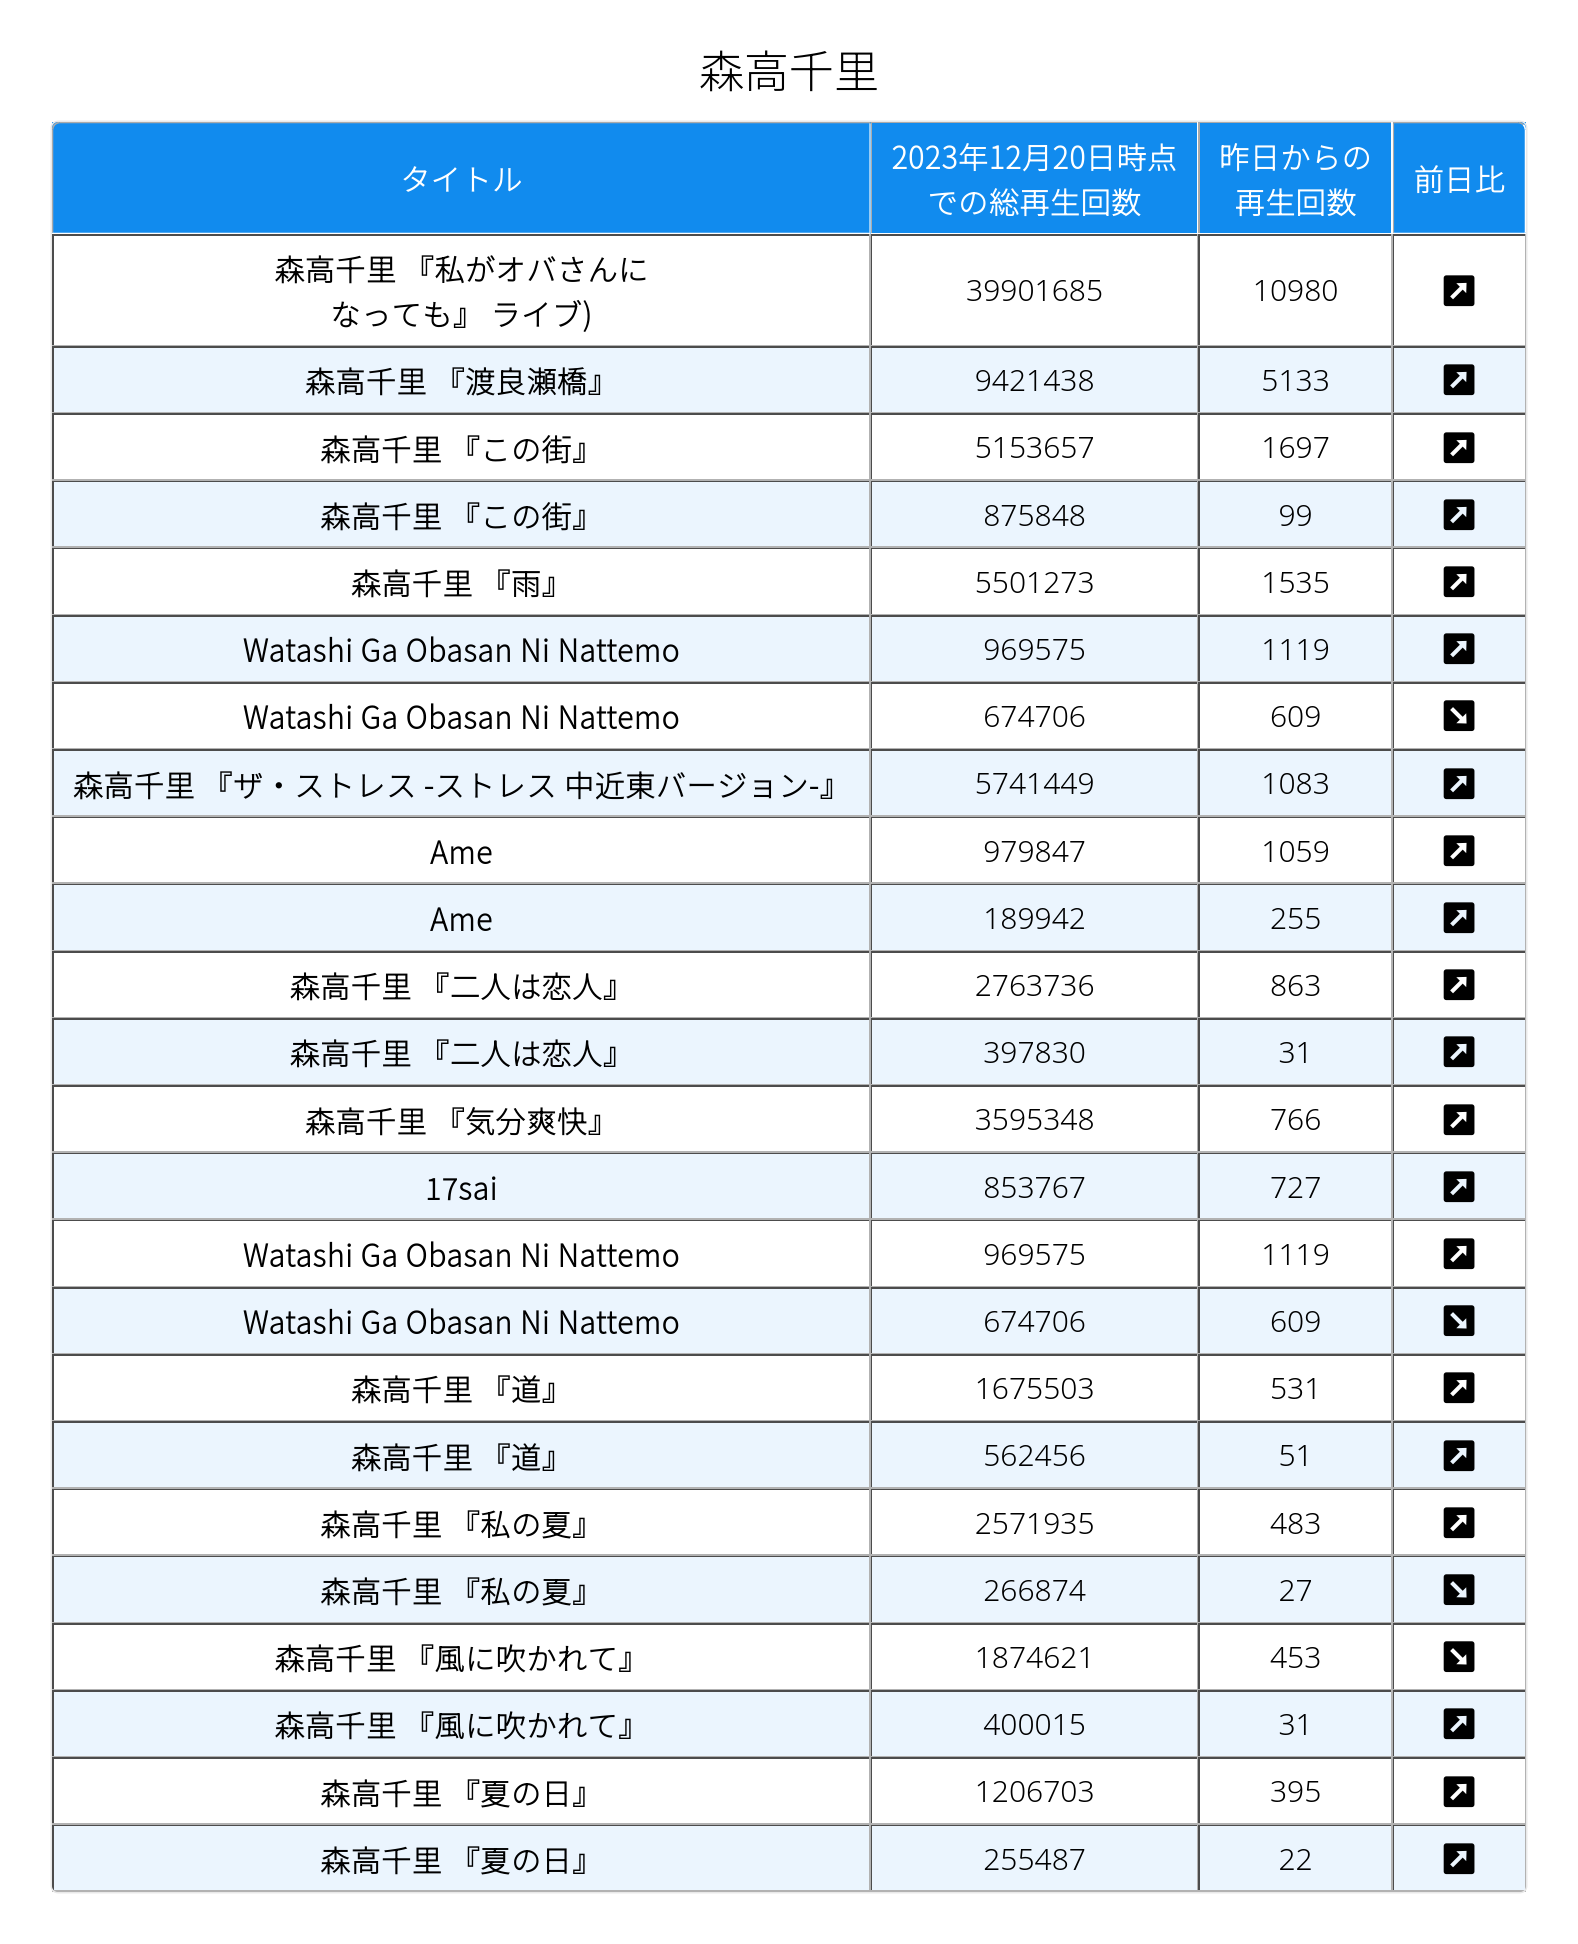 森高千里
タイトル
2023年12月20日時点
での総再生回数
昨日からの
再生回数
前日比
森高千里 『私がオバさんに
なっても』 ライブ)
39901685 10980
森高千里 『渡良瀬橋』 9421438 5133
森高千里 『この街』 5153657 1697
森高千里 『この街』 875848 99
森高千里 『雨』 5501273 1535
Watashi Ga Obasan Ni Nattemo 969575 1119
Watashi Ga Obasan Ni Nattemo 674706 609
森高千里 『ザ・ストレス -ストレス 中近東バージョン-』 5741449 1083
Ame 979847 1059
Ame 189942 255
森高千里 『二人は恋人』 2763736 863
森高千里 『二人は恋人』 397830 31
森高千里 『気分爽快』 3595348 766
17sai 853767 727
Watashi Ga Obasan Ni Nattemo 969575 1119
Watashi Ga Obasan Ni Nattemo 674706 609
森高千里 『道』 1675503 531
森高千里 『道』 562456 51
森高千里 『私の夏』 2571935 483
森高千里 『私の夏』 266874 27
森高千里 『風に吹かれて』 1874621 453
森高千里 『風に吹かれて』 400015 31
森高千里 『夏の日』 1206703 395
森高千里 『夏の日』 255487 22